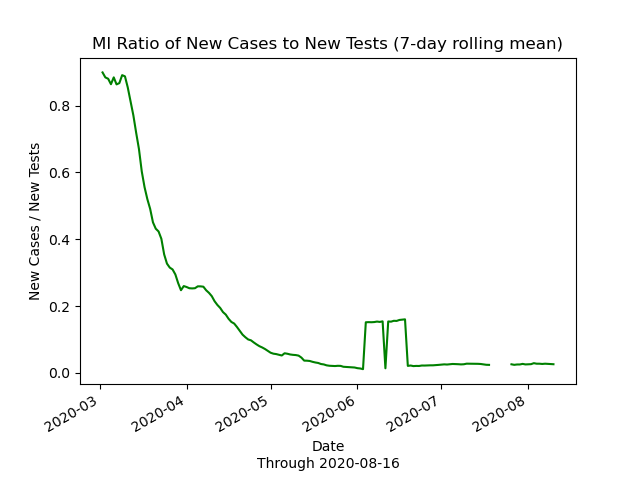 MI Ratio of New Cases to New Tests (7-day rolling mean)
New Cases / New Tests
0.8
0.6
0.4
0.2
0.0
2020-03
2020-04
2020-05
2020-06
2020-07
2020-08
Date
Through 2020-08-16